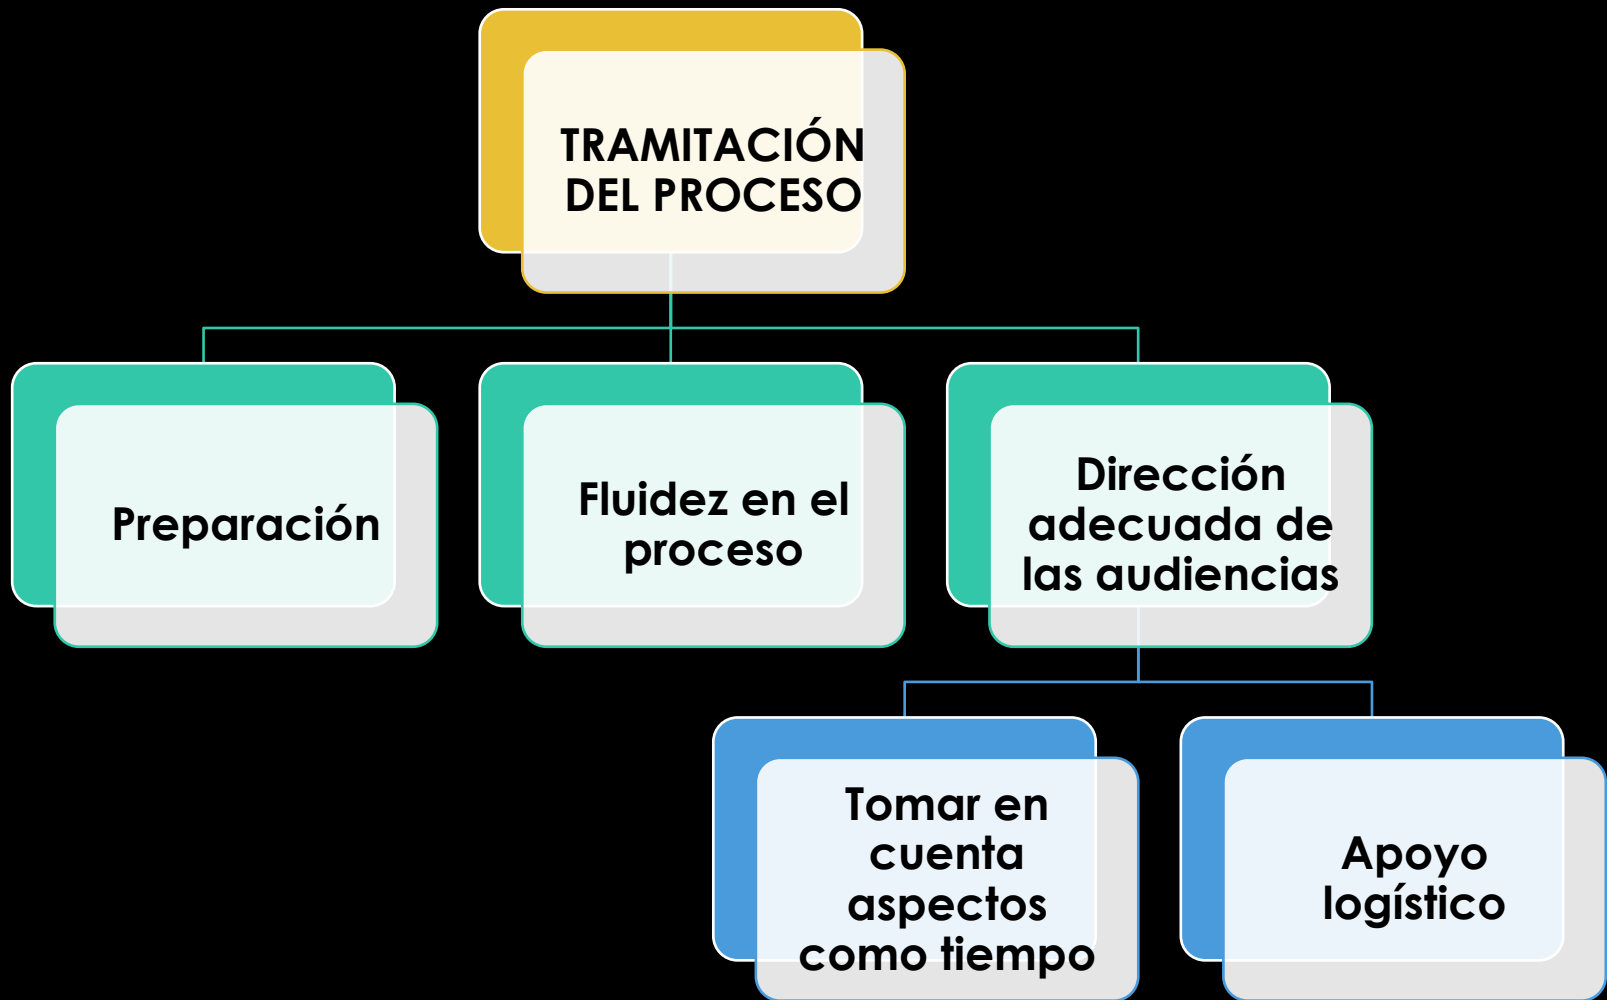 TRAMITACIÓN
DEL PROCESO
Preparación
Fluidez en el
proceso
Dirección
adecuada de
las audiencias
Tomar en
cuenta
aspectos
como tiempo
Apoyo
logístico